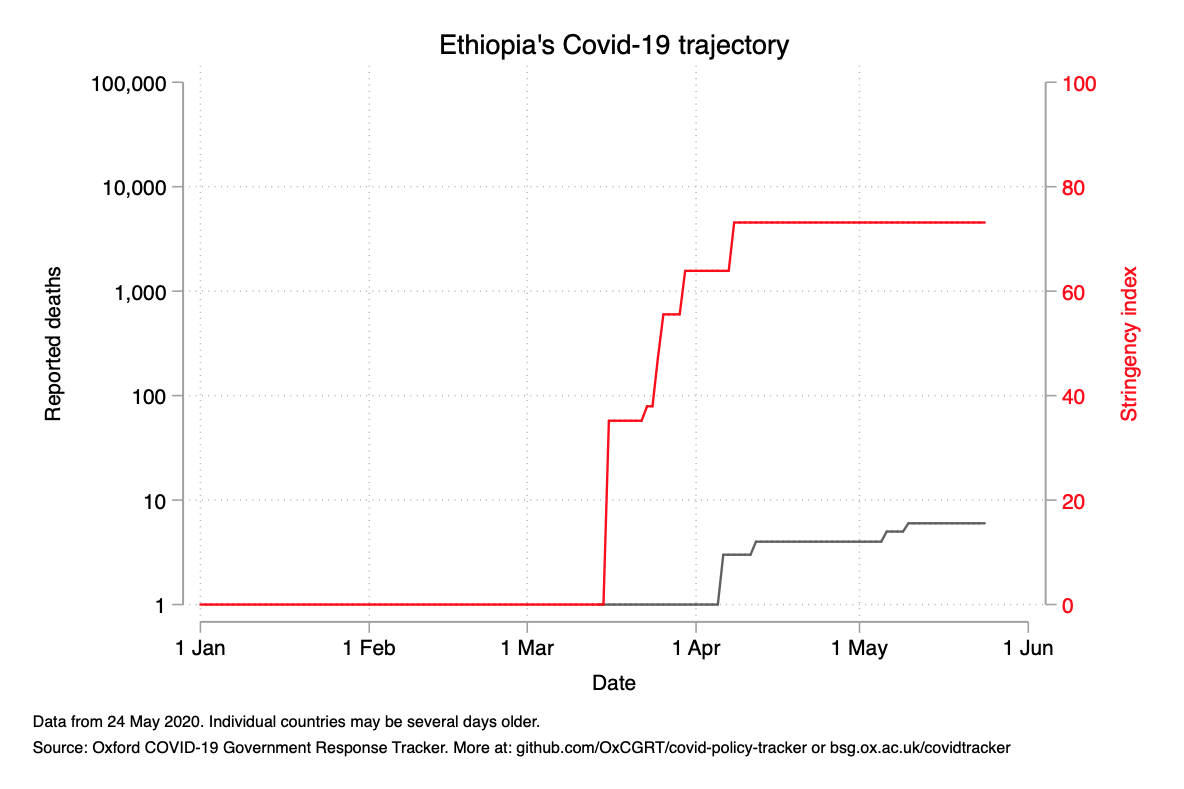 Ethiopia's Covid-19 trajectory
100,000
10,000
1,000
100
10
1
Reported deaths
100
80
60
40
20
0
Stringency index
1 Jan
1 Feb
1 Mar
1 Apr
1 May
1 Jun
Date
Data from 24 May 2020. Individual countries may be several days older.
Source: Oxford COVID-19 Government Response Tracker. More at: github.com/OxCGRT/covid-policy-tracker or bsg.ox.ac.uk/covidtracker